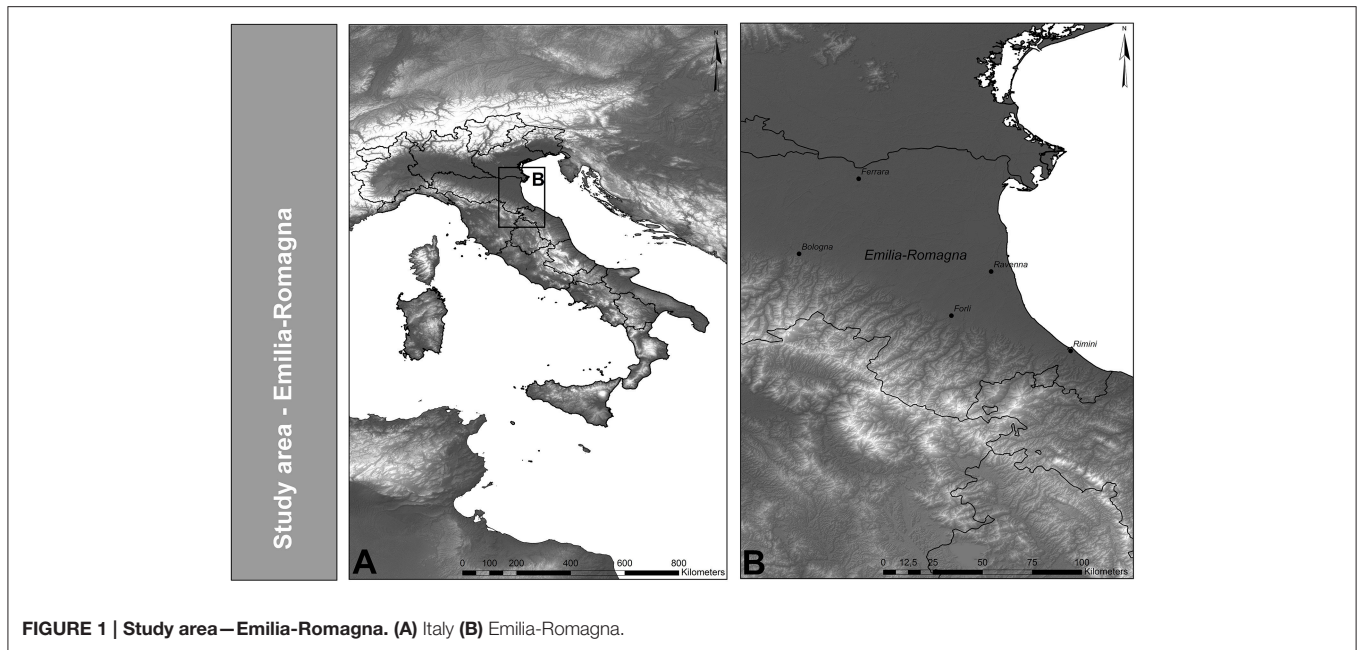 Study area - Emilia-Romagna
N
B
A
0 100 200 400 600 800
Kilometers
N
Ferrara
Bologna
Emilia-Romagna
Ravenna
Forlì
Rimini
B
0 12,5 25 50 75 100
Kilometers
FIGURE 1 | Study area—Emilia-Romagna. (A) Italy (B) Emilia-Romagna.